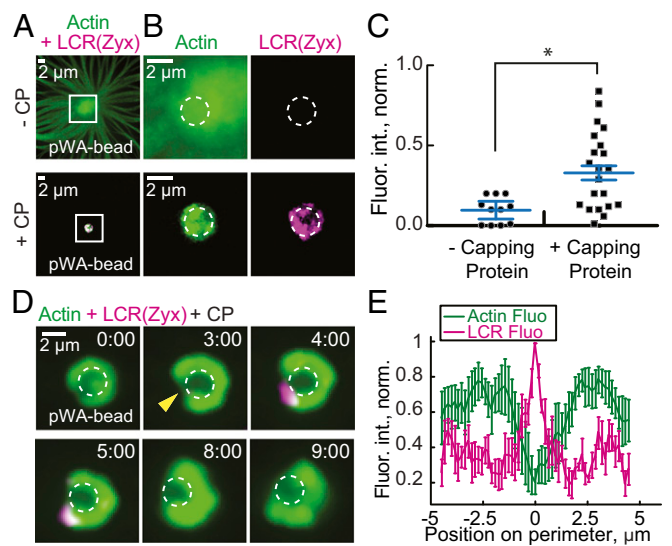 A
Actin
+ LCR(Zyx)
- CP
2 µm
pWA-bead
+ CP
2 µm
pWA-bead
B
Actin
LCR(Zyx)
2 µm
2 µm
C
Fluor. int., norm.
1.0
0.5
0.0
*
- Capping Protein
+ Capping Protein
D
Actin + LCR(Zyx) + CP
2 µm
0:00
3:00
4:00
pWA-bead
5:00
8:00
9:00
E
Actin Fluo
LCR Fluo
Fluor. int., norm.
1.0
0.8
0.6
0.4
0.2
-5 -2.5 0 2.5 5
Position on perimeter, µm